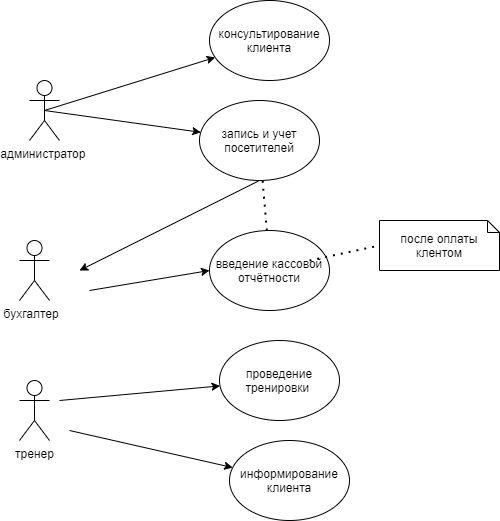 консультирование
клиента
администратор
запись и учет
посетителей
бухгалтер
введение кассовой
отчётности
после оплаты
клентом
тренер
проведение
тренировки
информирование
клиента